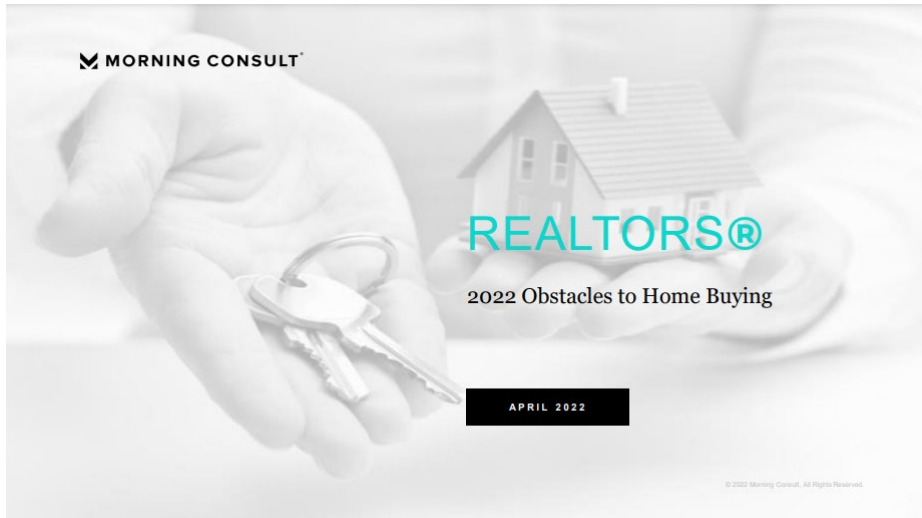 MORNING CONSULT®
REALTORS®
2022 Obstacles to Home Buying
APRIL 2022
© 2022 Morning Consult, All Rights Reserved.